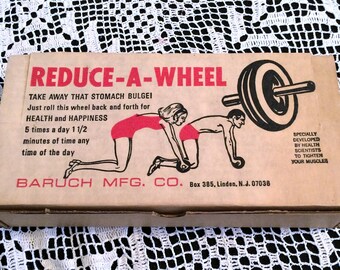 REDUCE-A-WHEEL
TAKE AWAY THAT STOMACH BULGE!
Just roll this wheel back and forth for
HEALTH and HAPPINESS
5 times a day 1 1/2
minutes of time any
time of the day
SPECIALLY
DEVELOPED
BY HEALTH
SCIENTISTS
TO TIGHTEN
YOUR MUSCLES
BARUCH MFG. CO. Box 385, Linden, N.J. 07036